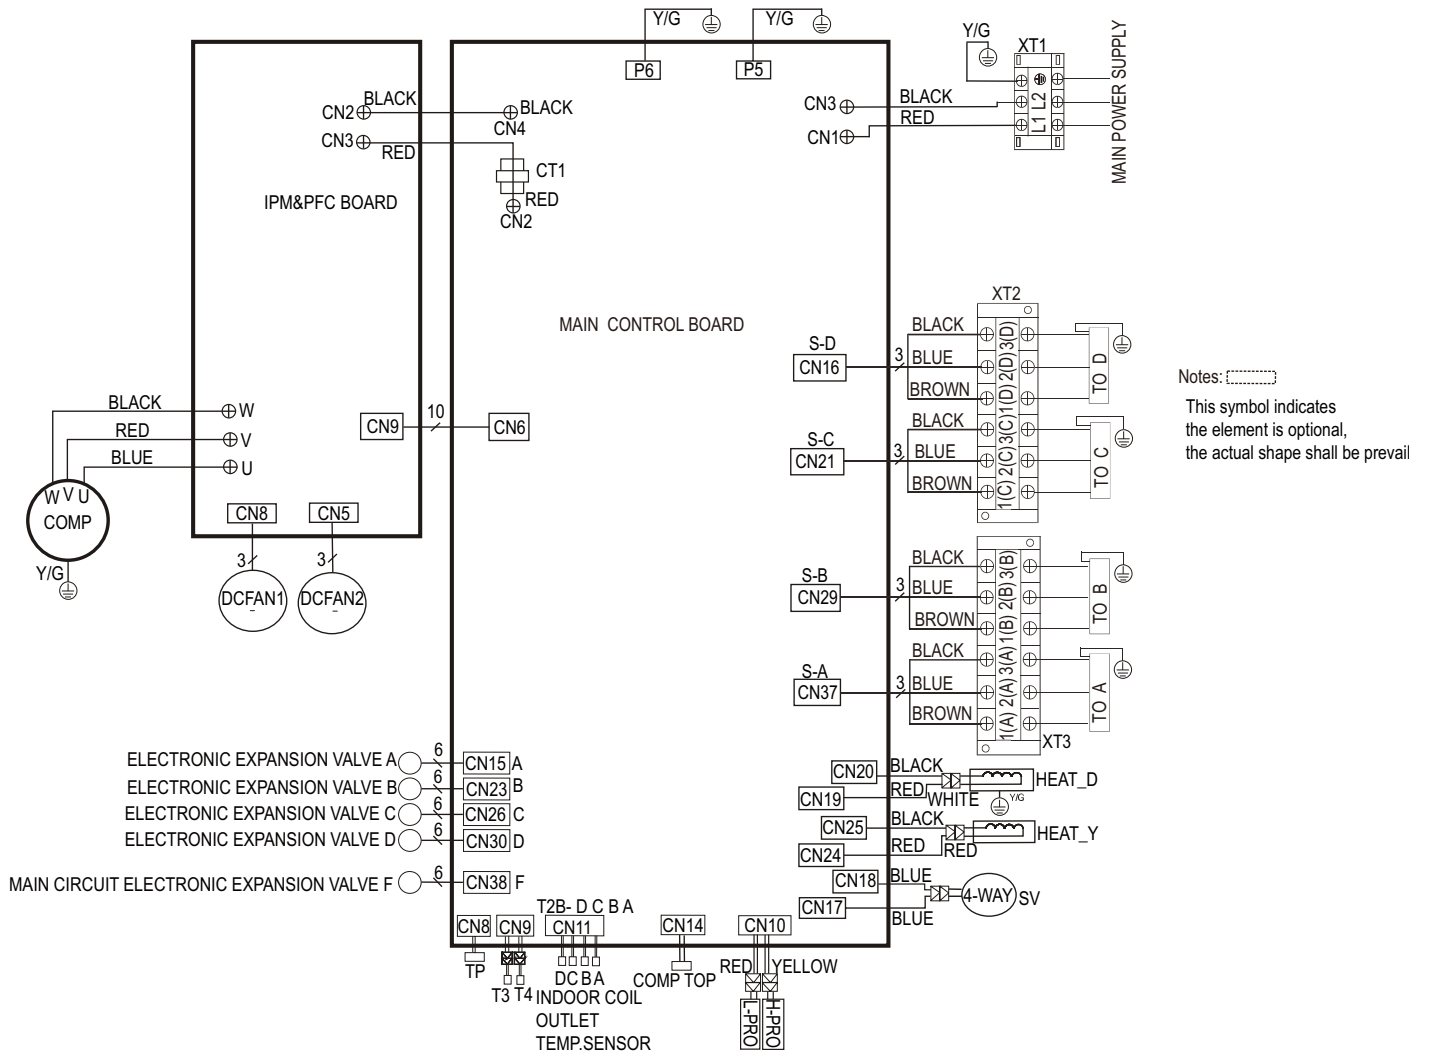 Y/G
Y/G
Y/G
XT1
P6
P5
L1 L2
MAIN POWER SUPPLY
CN2
BLACK
BLACK
CN4
CN3
RED
CT1
RED
CN2
CN3
BLACK
CN1
RED
IPM&PFC BOARD
MAIN CONTROL BOARD
XT2
S-D
CN16
3
BLACK
BLUE
BROWN
1(D) 2(D) 3(D)
TO D
S-C
CN21
3
BLACK
BLUE
BROWN
1(C) 2(C) 3(C)
TO C
Notes:
This symbol indicates
the element is optional,
the actual shape shall be prevail
BLACK
W
RED
V
BLUE
U
W V U
COMP
Y/G
CN9
10
CN6
CN8
CN5
3
3
DCFAN1
DCFAN2
S-B
CN29
3
BLACK
BLUE
BROWN
1(B) 2(B) 3(B)
TO B
S-A
CN37
3
BLACK
BLUE
BROWN
1(A) 2(A) 3(A)
TO A
XT3
ELECTRONIC EXPANSION VALVE A
6
CN15 A
ELECTRONIC EXPANSION VALVE B
6
CN23 B
ELECTRONIC EXPANSION VALVE C
6
CN26 C
ELECTRONIC EXPANSION VALVE D
6
CN30 D
MAIN CIRCUIT ELECTRONIC EXPANSION VALVE F
6
CN38 F
CN20
BLACK
HEAT_D
CN19
RED
WHITE
Y/G
CN25
BLACK
HEAT_Y
CN24
RED
RED
CN18
BLUE
4-WAY
SV
CN17
BLUE
CN8
TP
CN9
T3 T4
T2B- D C B A
CN11
D C B A
INDOOR COIL
OUTLET
TEMP.SENSOR
CN14
COMP TOP
CN10
RED
YELLOW
L-PRO
H-PRO